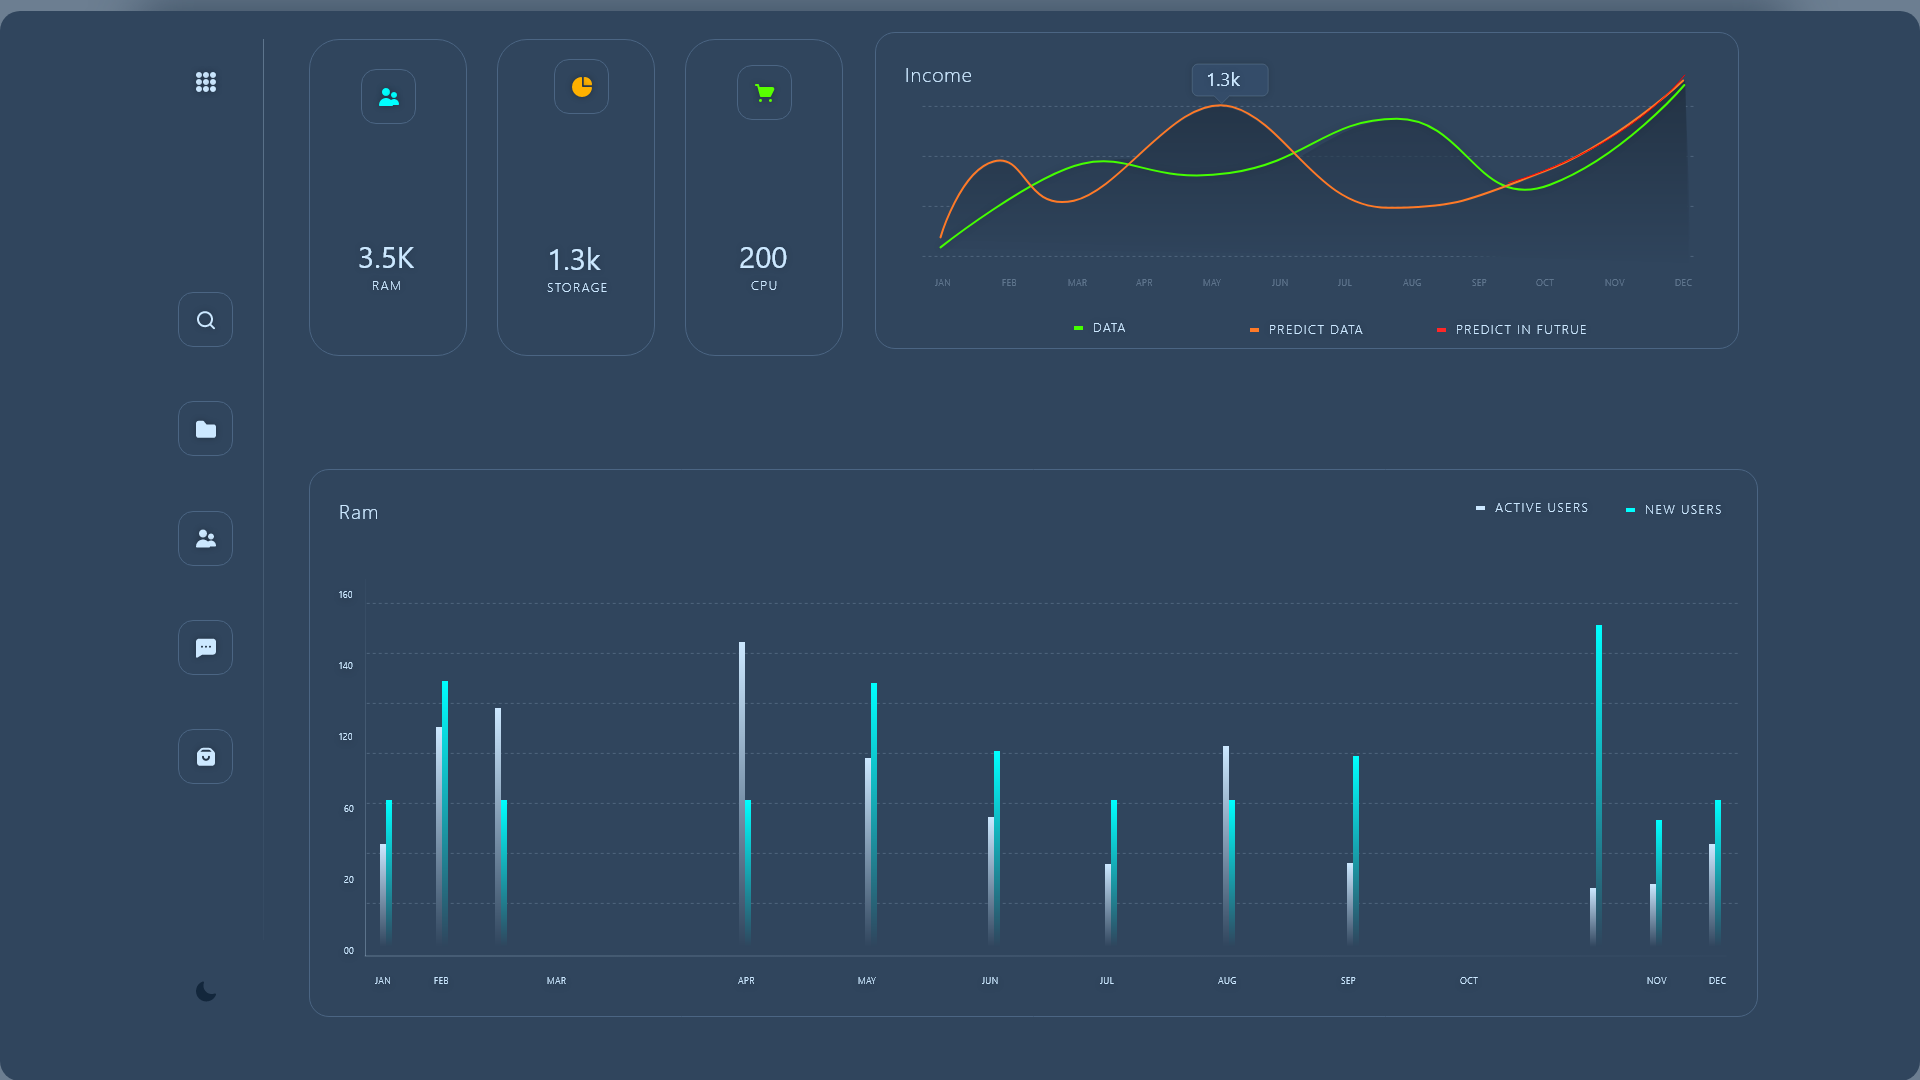 3.5K
RAM
1.3k
STORAGE
200
CPU
Income
1.3k
JAN FEB MAR APR MAY JUN JUL AUG SEP OCT NOV DEC
DATA PREDICT DATA PREDICT IN FUTRUE
Ram
ACTIVE USERS NEW USERS
160
140
120
60
20
00
JAN FEB MAR APR MAY JUN JUL AUG SEP OCT NOV DEC